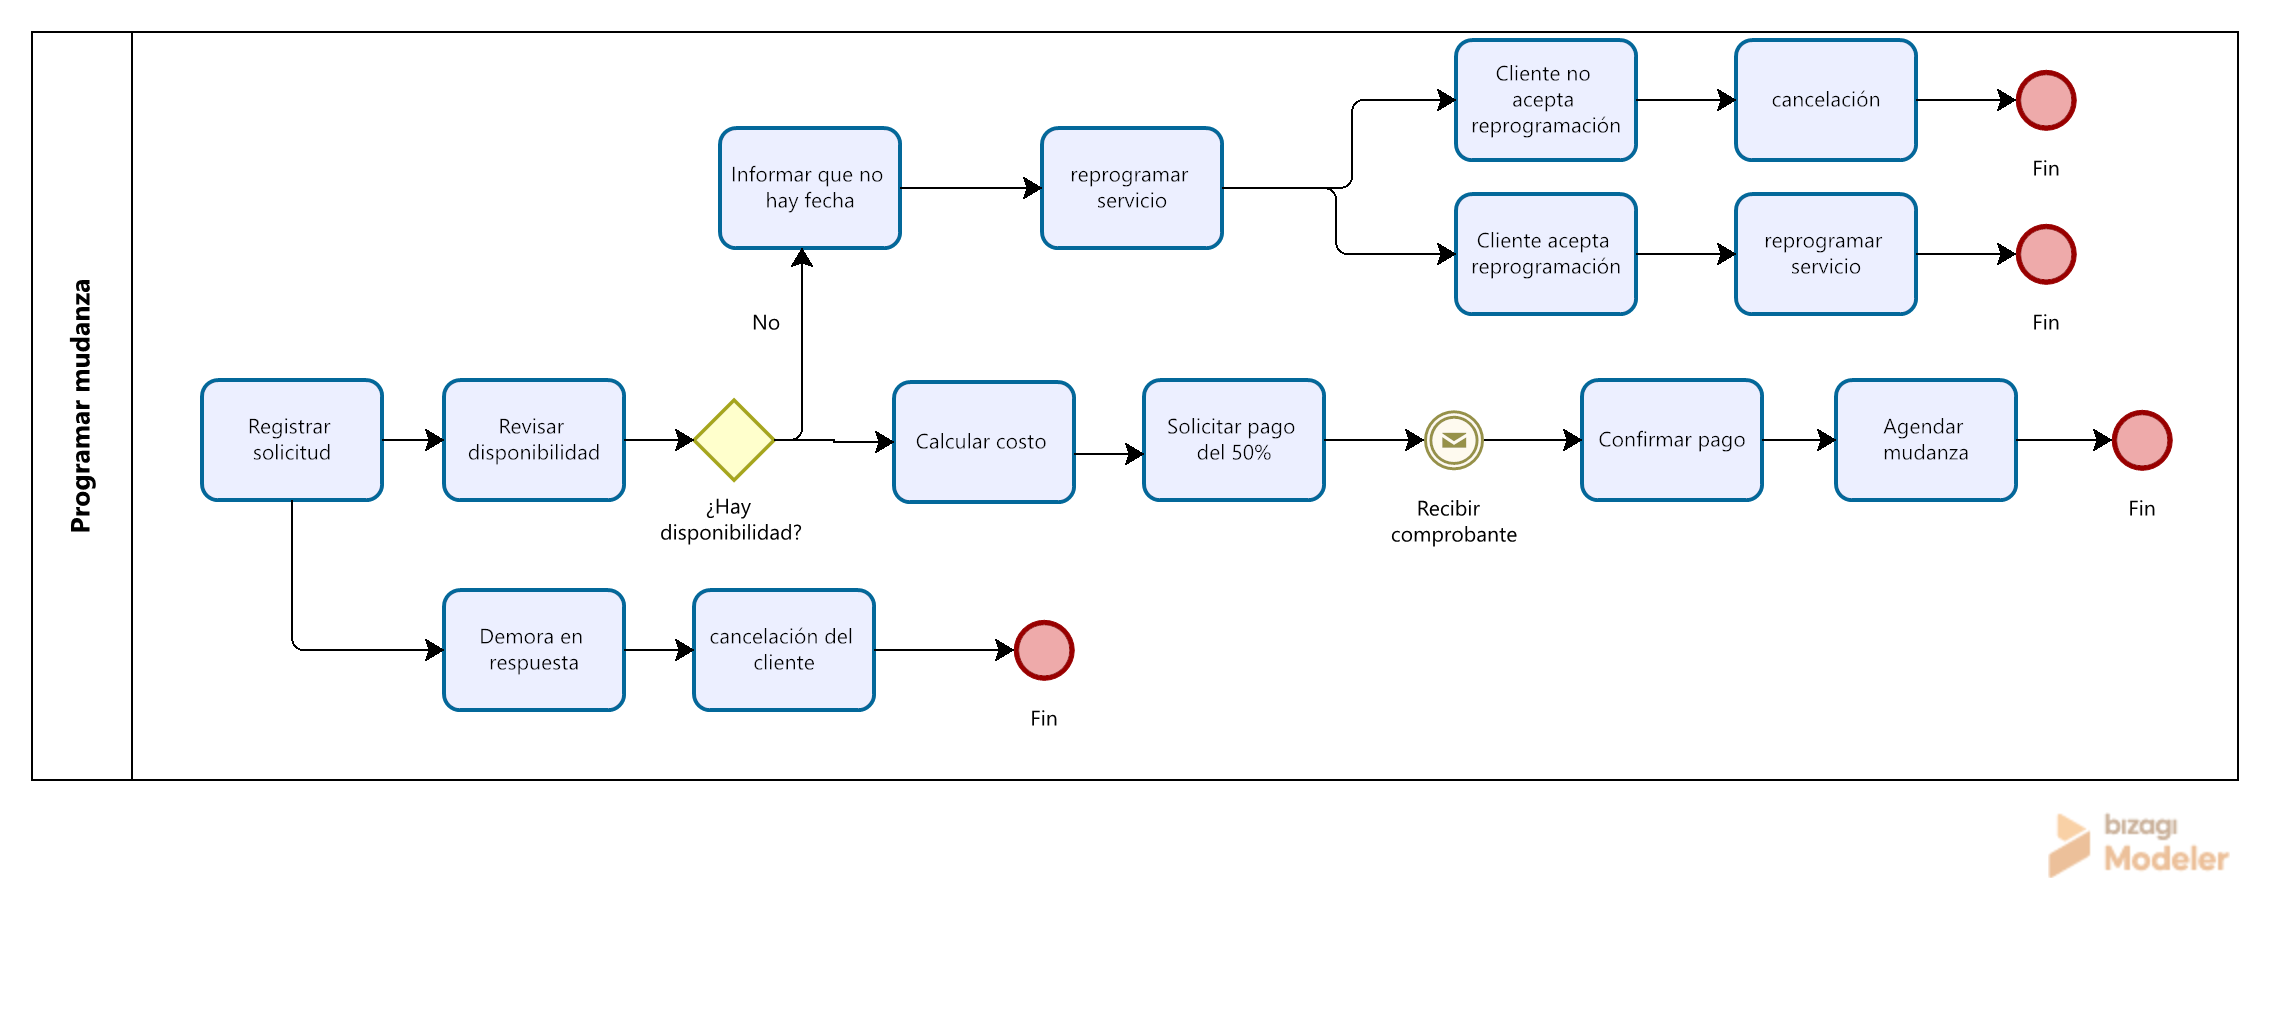 Programar mudanza
Cliente no
acepta
reprogramación
cancelación
Fin
Informar que no
hay fecha
reprogramar
servicio
Cliente acepta
reprogramación
reprogramar
servicio
Fin
No
Registrar
solicitud
Revisar
disponibilidad
¿Hay
disponibilidad?
Calcular costo
Solicitar pago
del 50%
Recibir
comprobante
Confirmar pago
Agendar
mudanza
Fin
Demora en
respuesta
cancelación del
cliente
Fin
bizagi
Modeler